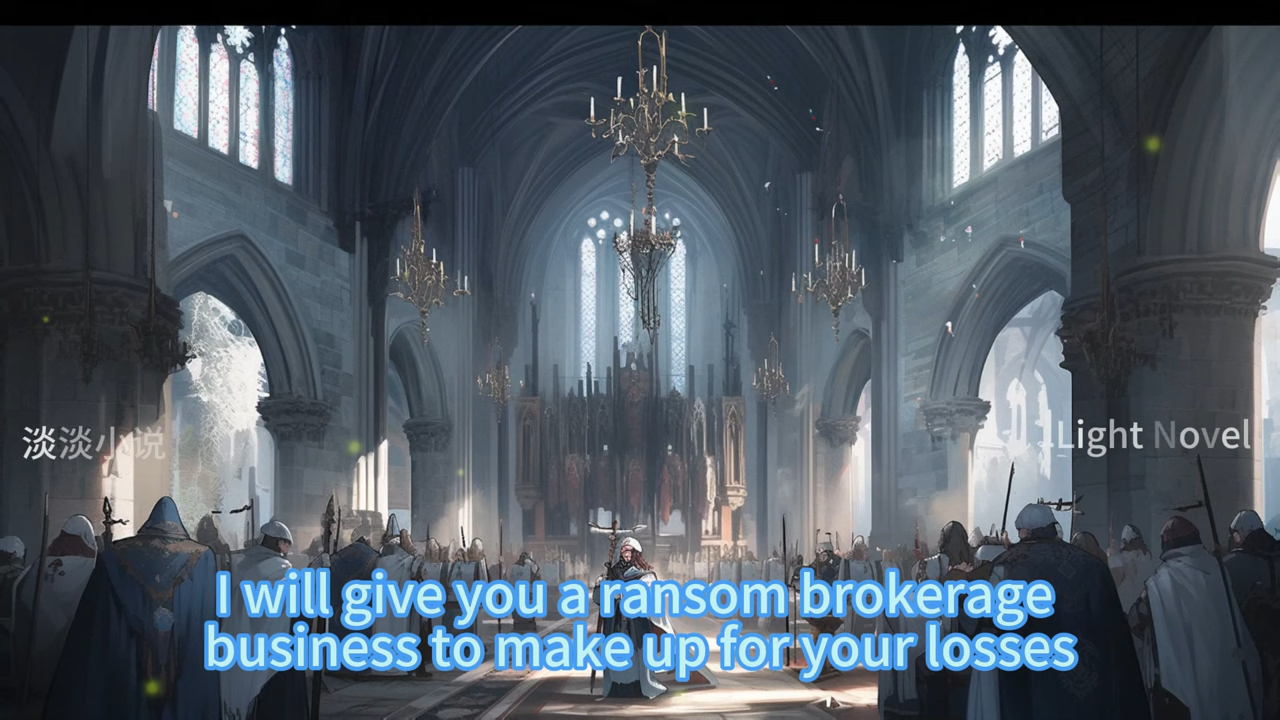 淡淡小说
Light Novel
I will give you a ransom brokerage
business to make up for your losses